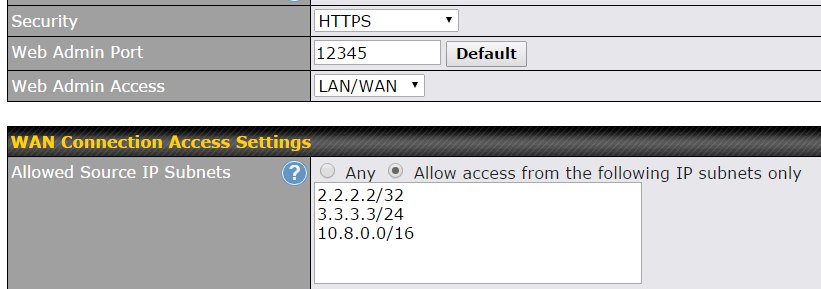 Security HTTPS
Web Admin Port 12345 Default
Web Admin Access LAN/WAN
WAN Connection Access Settings
Allowed Source IP Subnets ? Any Allow access from the following IP subnets only
2.2.2.2/32
3.3.3.3/24
10.8.0.0/16